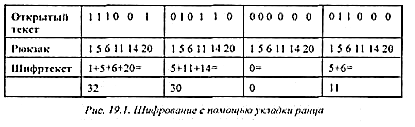 Открытый 1 1 1 0 0 1 0 1 0 1 1 0 0 0 0 0 0 0 0 1 1 0 0 0
текст
Рюкзак 1 5 6 11 14 20 1 5 6 11 14 20 1 5 6 11 14 20 1 5 6 11 14 20
Шифртекст 1+5+6+20= 5+11+14= 0= 5+6=
32 30 0 11
Рис. 19.1. Шифрование с помощью укладки ранца